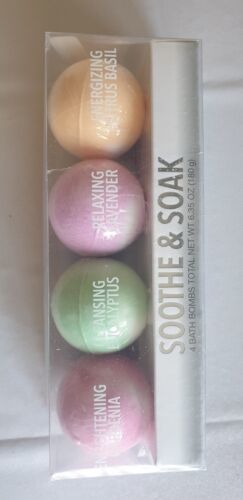 ENERGIZING
CITRUS BASIL
RELAXING
LAVENDER
CLEANSING
EUCALYPTUS
ENLIGHTENING
SOOTHE & SOAK
4 BATH BOMBS TOTAL NET WT 6.35 OZ (180g)